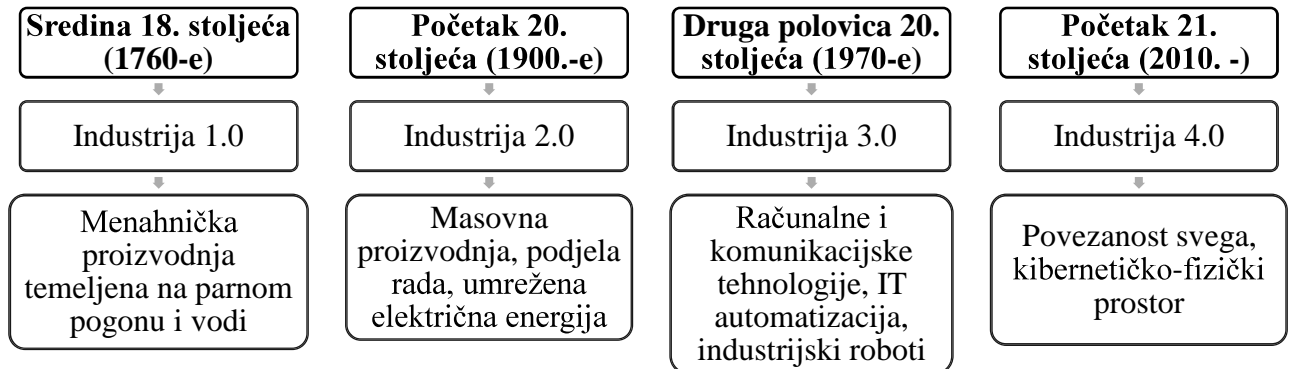 Sredina 18. stoljeća
(1760-e)
Industrija 1.0
Menahnička
proizvodnja
temeljena na parnom
pogonu i vodi
Početak 20.
stoljeća (1900.-e)
Industrija 2.0
Masovna
proizvodnja, podjela
rada, umrežena
električna energija
Druga polovica 20.
stoljeća (1970-e)
Industrija 3.0
Računalne i
komunikacijske
tehnologije, IT
automatizacija,
industrijski roboti
Početak 21.
stoljeća (2010. -)
Industrija 4.0
Povezanost svega,
kibernetičko-fizički
prostor